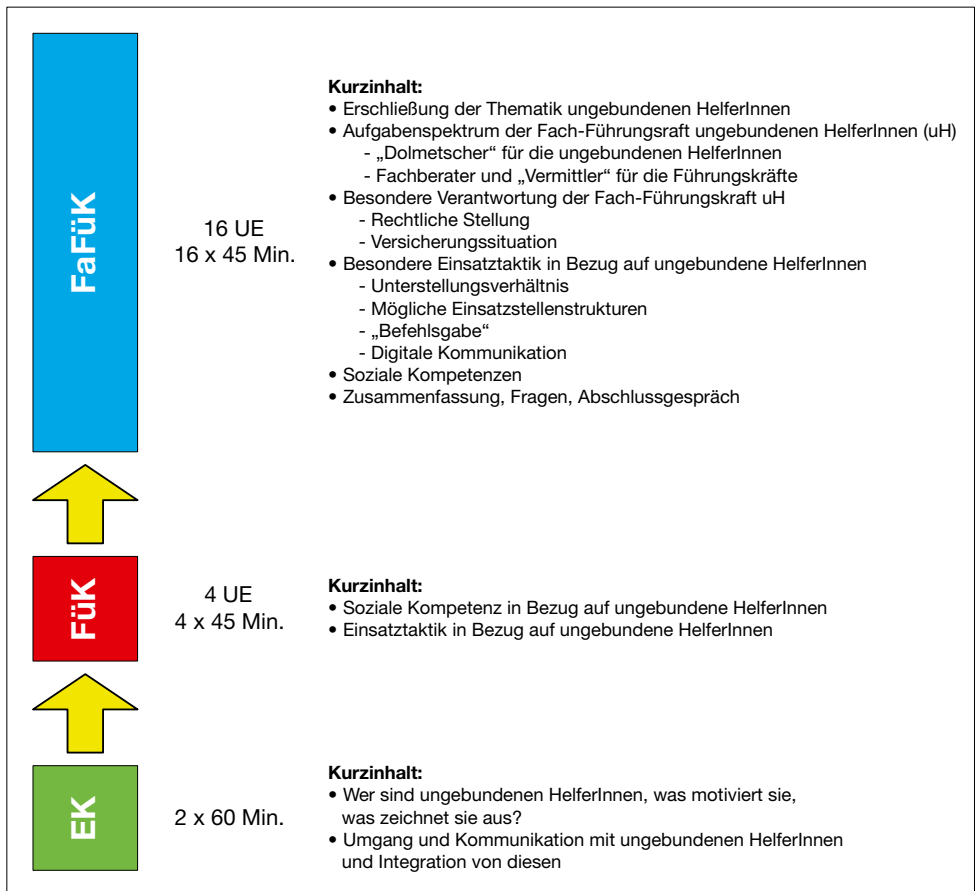 FaFüK
16 UE
16 x 45 Min.
Kurzinhalt:
• Erschließung der Thematik ungebundenen HelferInnen
• Aufgabenspektrum der Fach-Führungsraft ungebundenen HelferInnen (uH)
- „Dolmetscher“ für die ungebundenen HelferInnen
- Fachberater und „Vermittler“ für die Führungskräfte
• Besondere Verantwortung der Fach-Führungskraft uH
- Rechtliche Stellung
- Versicherungssituation
• Besondere Einsatztaktik in Bezug auf ungebundene HelferInnen
- Unterstellungsverhältnis
- Mögliche Einsatzstellenstrukturen
- „Befehlsgabe“
- Digitale Kommunikation
• Soziale Kompetenzen
• Zusammenfassung, Fragen, Abschlussgespräch
FüK
4 UE
4 x 45 Min.
Kurzinhalt:
• Soziale Kompetenz in Bezug auf ungebundene HelferInnen
• Einsatztaktik in Bezug auf ungebundene HelferInnen
EK
2 x 60 Min.
Kurzinhalt:
• Wer sind ungebundenen HelferInnen, was motiviert sie,
was zeichnet sie aus?
• Umgang und Kommunikation mit ungebundenen HelferInnen
und Integration von diesen